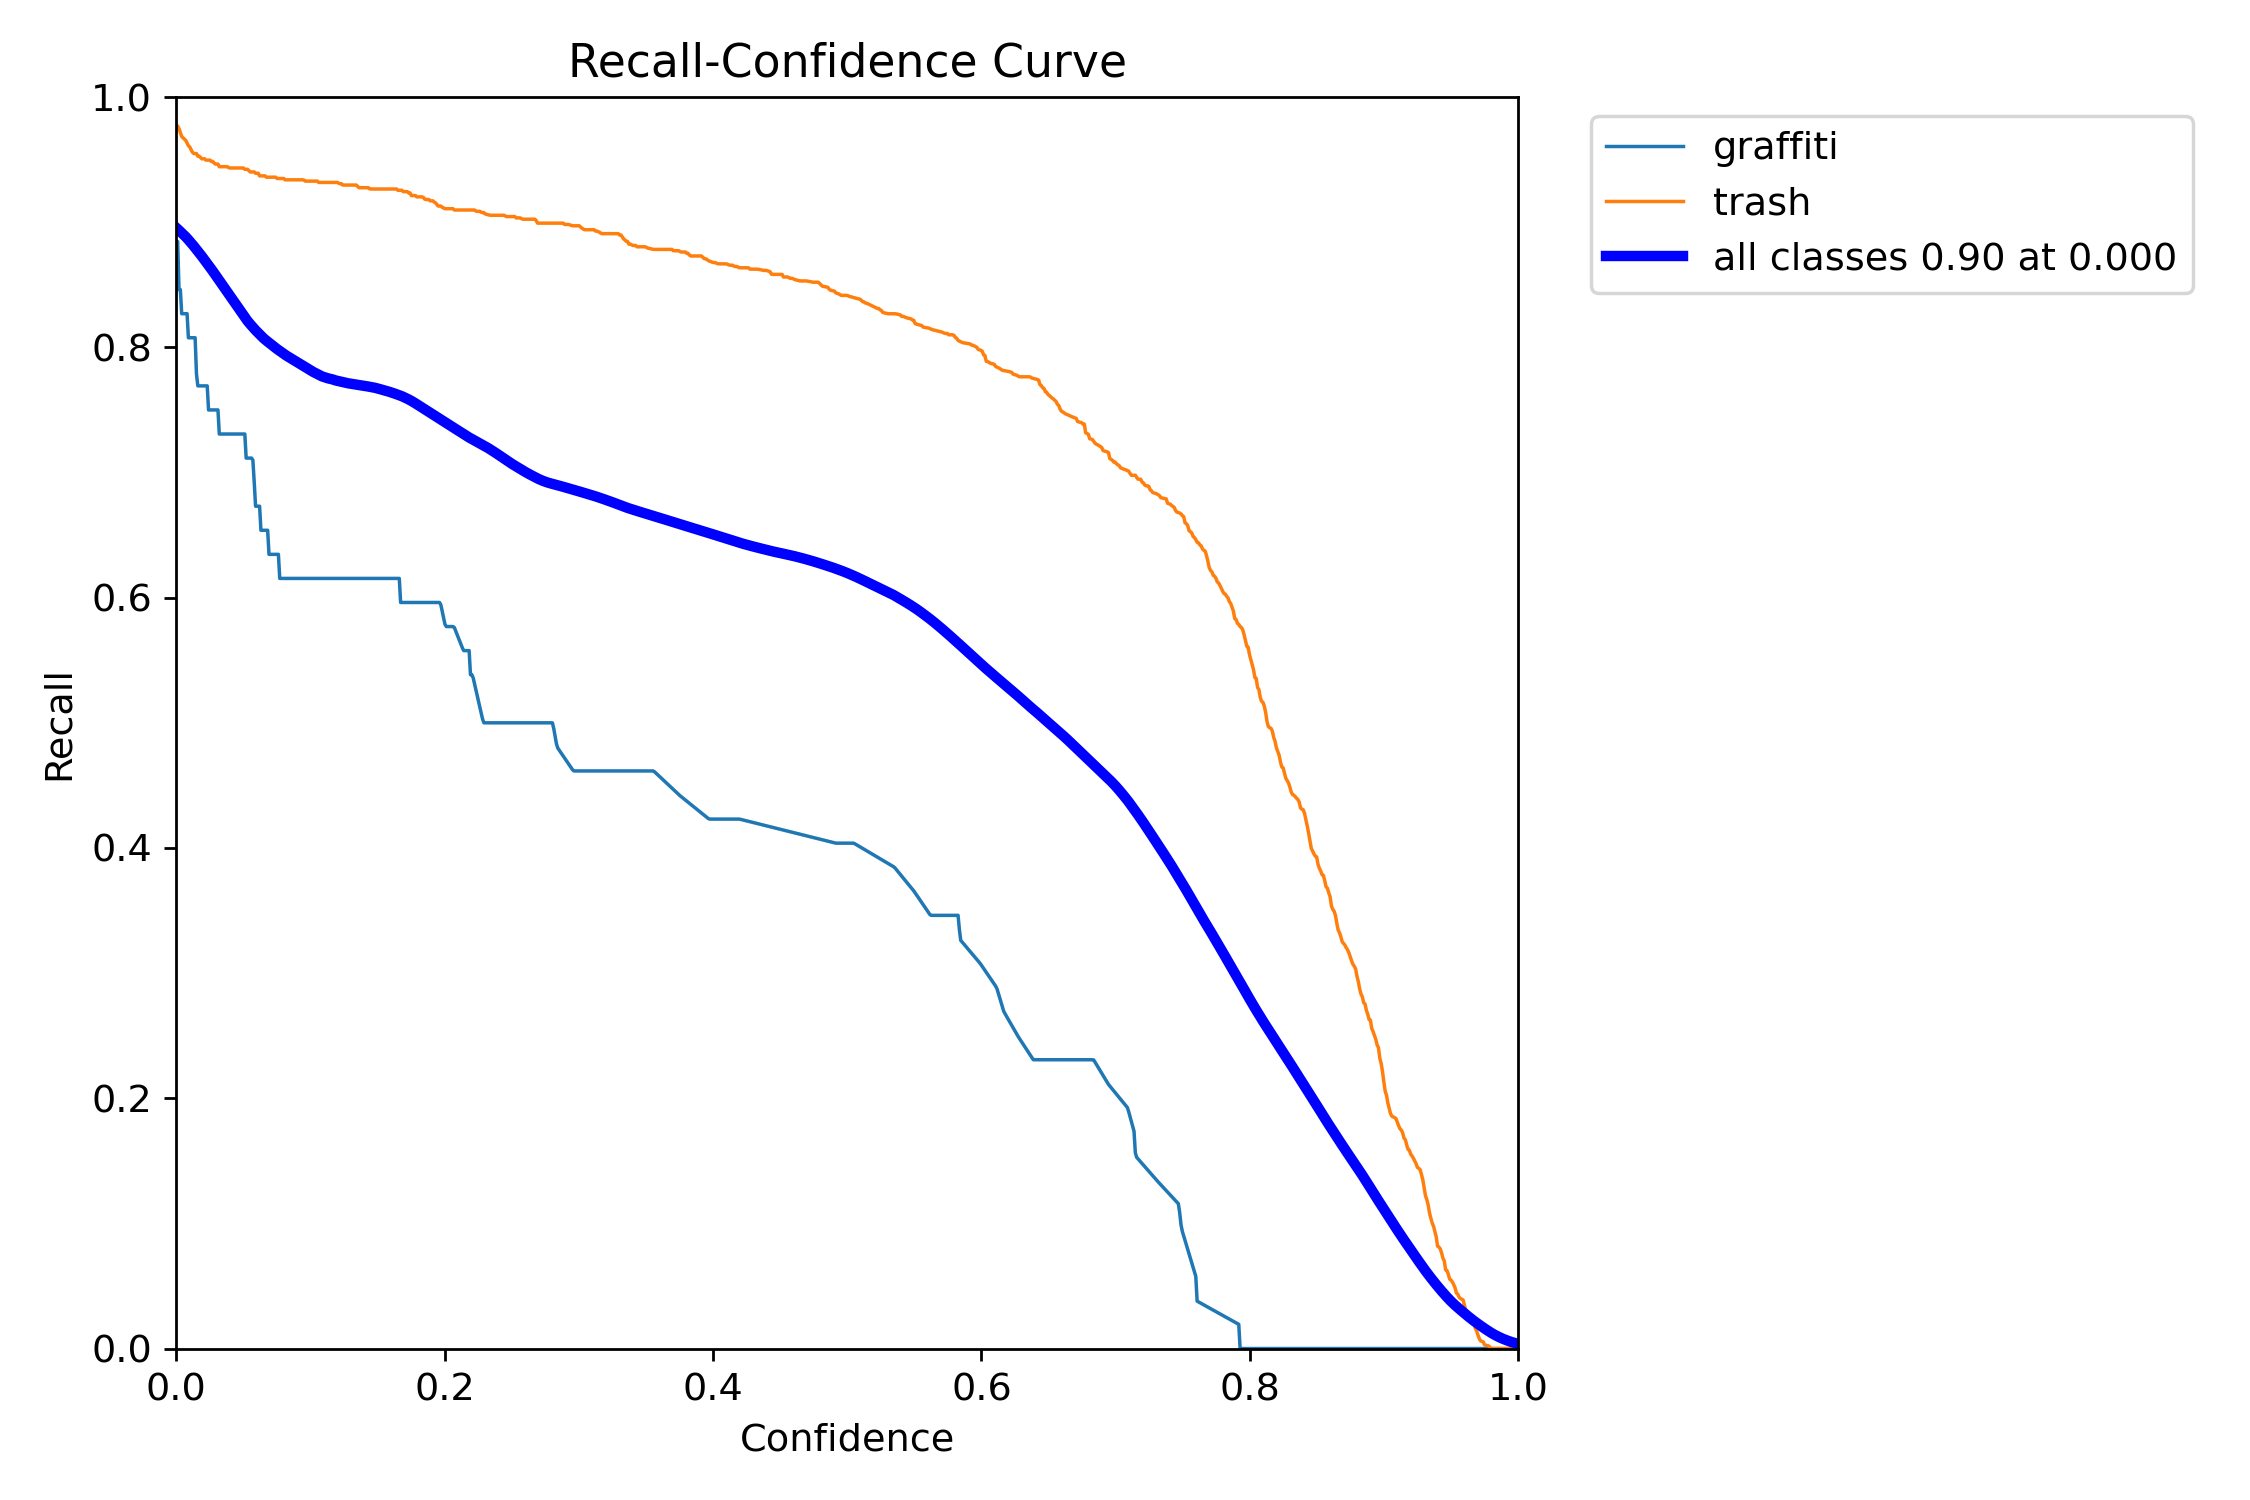 Recall-Confidence Curve
1.0
0.8
0.6
0.4
0.2
0.0
Recall
0.0 0.2 0.4 0.6 0.8 1.0
Confidence
graffiti
trash
all classes 0.90 at 0.000